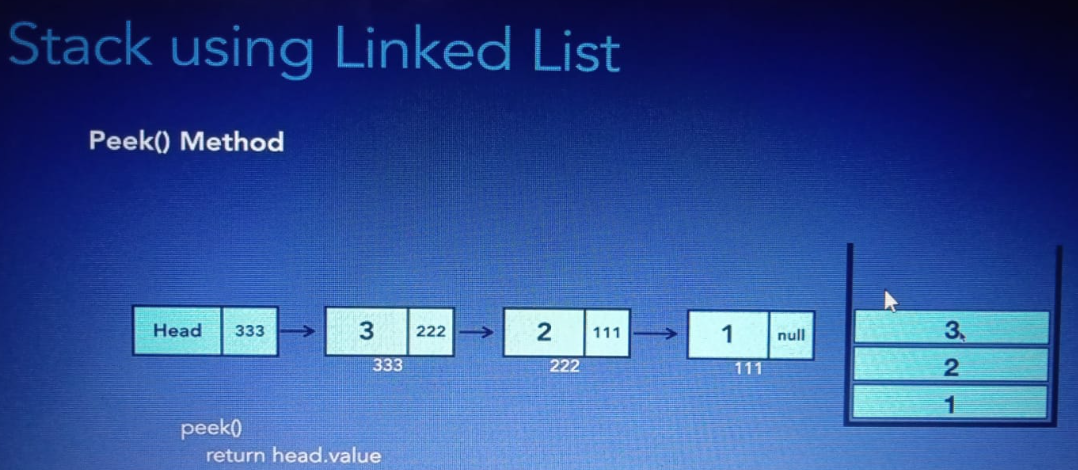 Stack using Linked List
Peek() Method
Head 333 3 222 2 111 1 null
333 222 111
3
2
1
peek()
return head.value